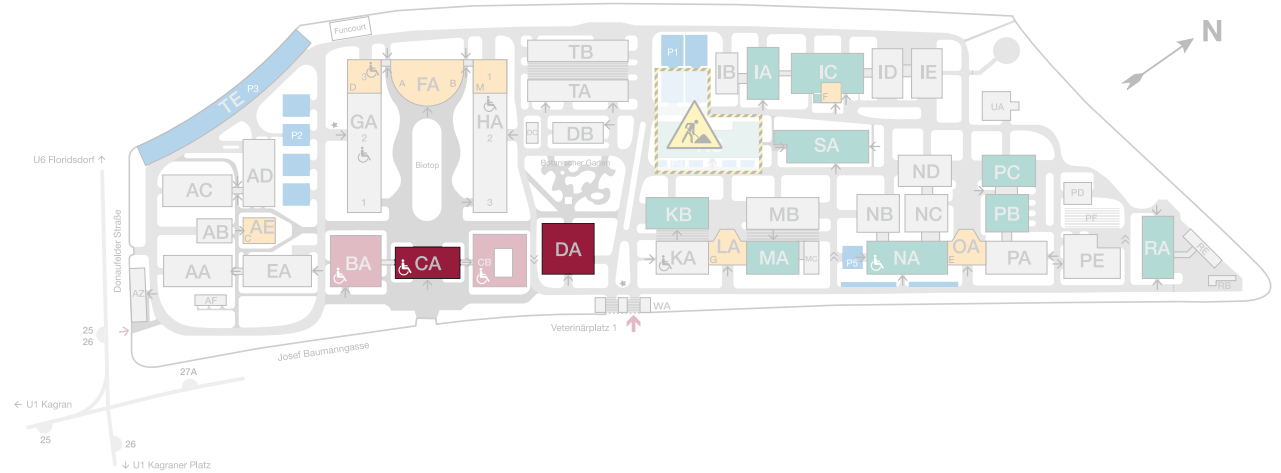 Funcourt
N
TB
P1
IB
IA
IC
ID
IE
F
3
D
FA
A
B
1
M
TA
TE
P3
UA
P2
GA
2
HA
2
DC
DB
SA
U6 Floridsdorf ↑
Biotop
Botanischer Garten
P4
ND
PC
AC
AD
PD
1
3
KB
MB
NB
NC
PB
PF
Donaufelder Straße
AB
AE
C
BA
CA
CB
DA
KA
LA
G
MA
MC
P5
NA
OA
E
PA
PE
RA
RE
AA
EA
RB
AZ
AF
WA
Veterinärplatz 1
25
26
Josef Baumanngasse
27A
← U1 Kagran
25
26
↓ U1 Kagraner Platz